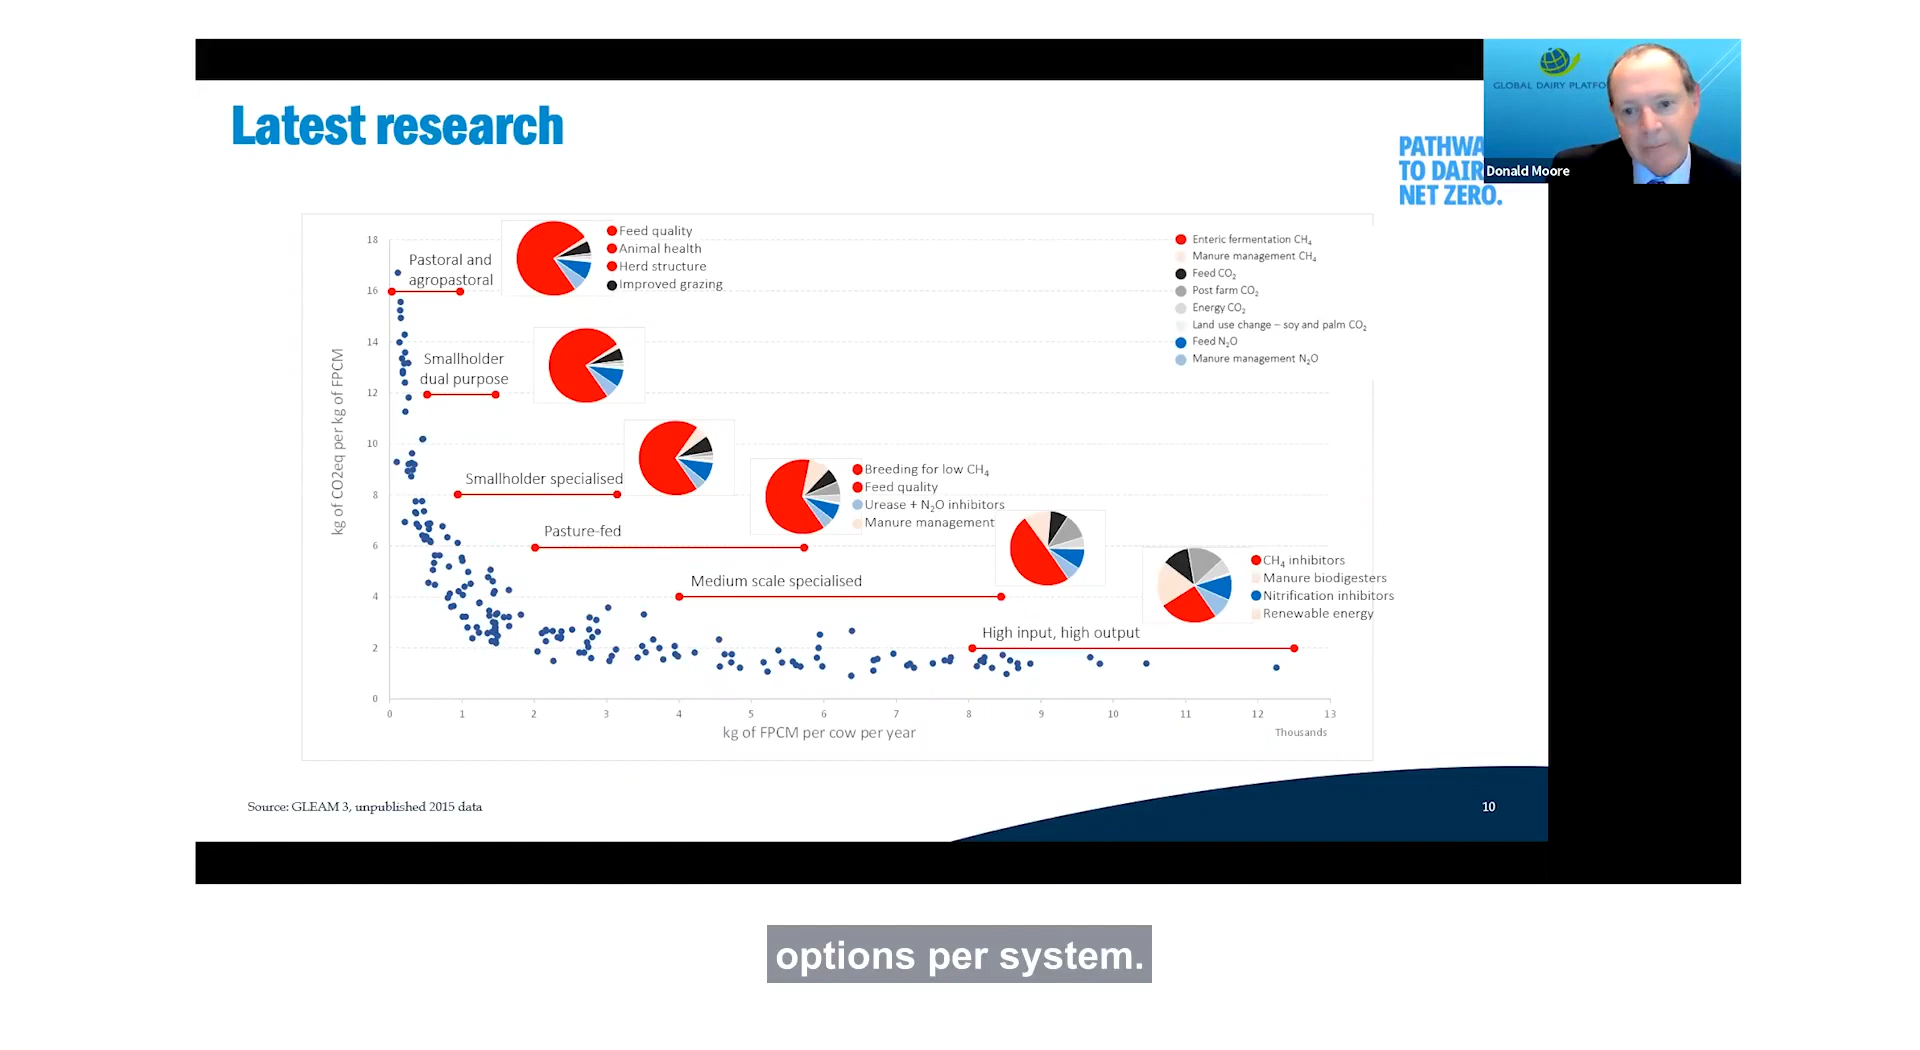 GLOBAL DAIRY PLATFO
Donald Moore
Latest research
PATHWA
TO DAIR
NET ZERO.
18
16
14
12
10
8
6
4
2
0
kg of CO2eq per kg of FPCM
Pastoral and
agropastoral
Feed quality
Animal health
Herd structure
Improved grazing
Enteric fermentation CH4
Manure management CH4
Feed CO2
Post farm CO2
Energy CO2
Land use change – soy and palm CO2
Feed N2O
Manure management N2O
Smallholder
dual purpose
Smallholder specialised
Breeding for low CH4
Feed quality
Urease + N2O inhibitors
Manure management
Pasture-fed
Medium scale specialised
CH4 inhibitors
Manure biodigesters
Nitrification inhibitors
Renewable energy
High input, high output
0 1 2 3 4 5 6 7 8 9 10 11 12 13
kg of FPCM per cow per year
Thousands
Source: GLEAM 3, unpublished 2015 data
10
options per system.